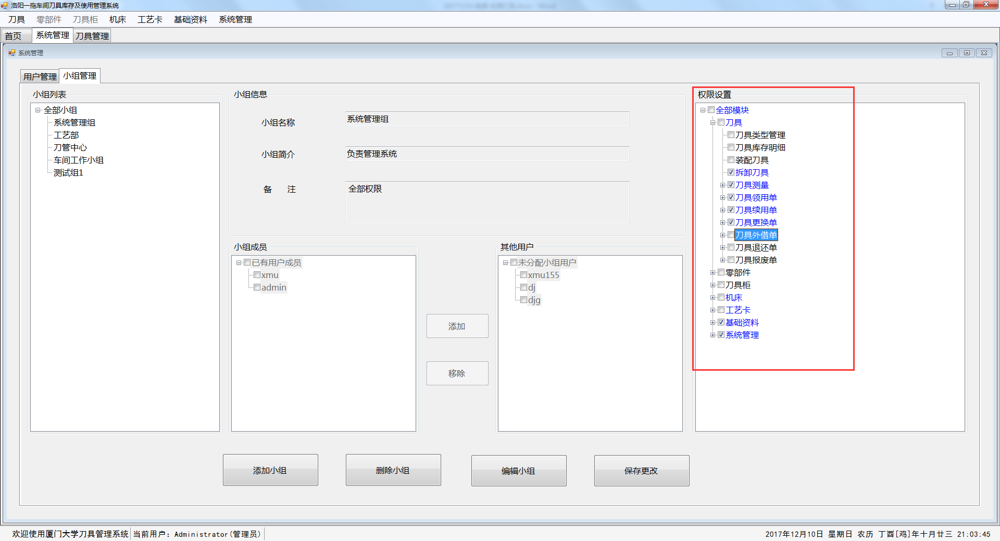 洛阳一拖车间刀具库存及使用管理系统
刀具 零部件 刀具柜 机床 工艺卡 基础资料 系统管理
首页 系统管理 刀具管理
系统管理
用户管理 小组管理
小组列表
全部小组
系统管理组
工艺部
刀管中心
车间工作小组
测试组1
小组信息
小组名称 系统管理组
小组简介 负责管理系统
备 注 全部权限
小组成员
已有用户成员
xmu
admin
添加
移除
其他用户
未分配小组用户
xmu155
dj
djg
权限设置
全部模块
刀具
刀具类型管理
刀具库存明细
装配刀具
拆卸刀具
刀具测量
刀具领用单
刀具续用单
刀具更换单
刀具外借单
刀具退还单
刀具报废单
零部件
刀具柜
机床
工艺卡
基础资料
系统管理
添加小组 删除小组 编辑小组 保存更改
欢迎使用厦门大学刀具管理系统 当前用户：Administrator(管理员) 2017年12月10日 星期日 农历 丁酉[鸡]年十月廿三 21:03:45